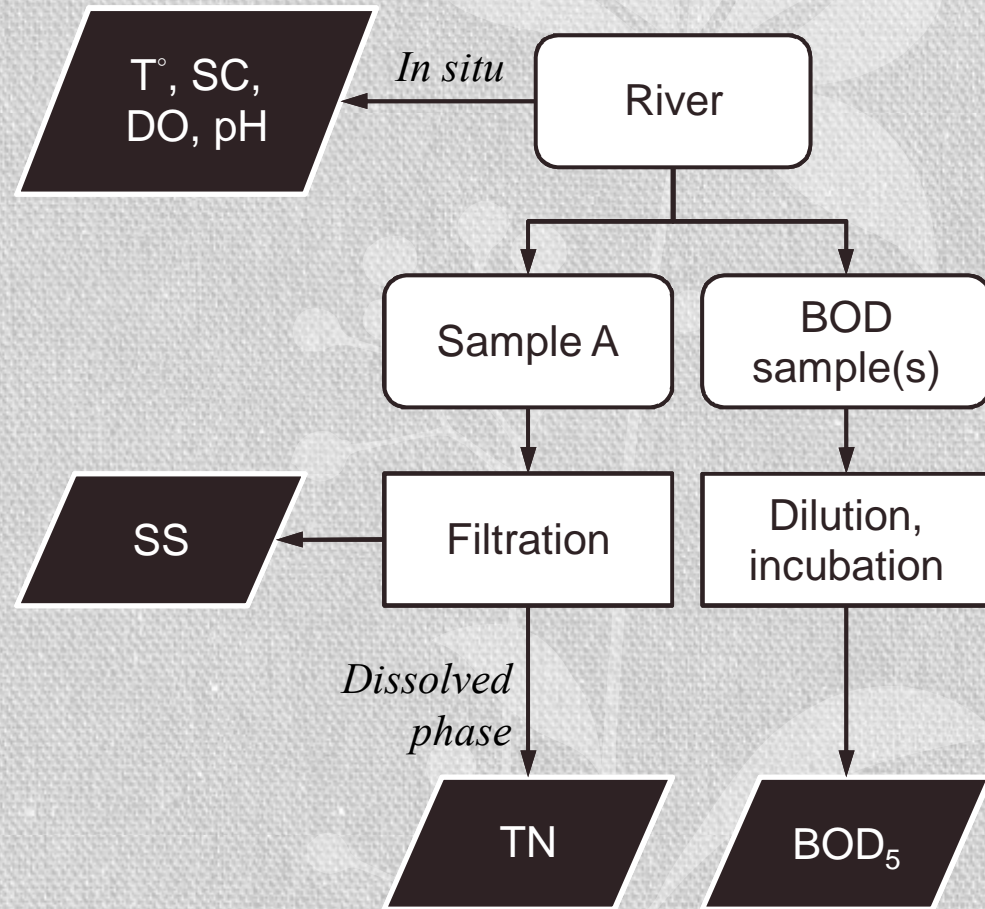 T°, SC,
DO, pH
In situ
River
Sample A
BOD
sample(s)
SS
Filtration
Dilution,
incubation
Dissolved
phase
TN
BOD₅